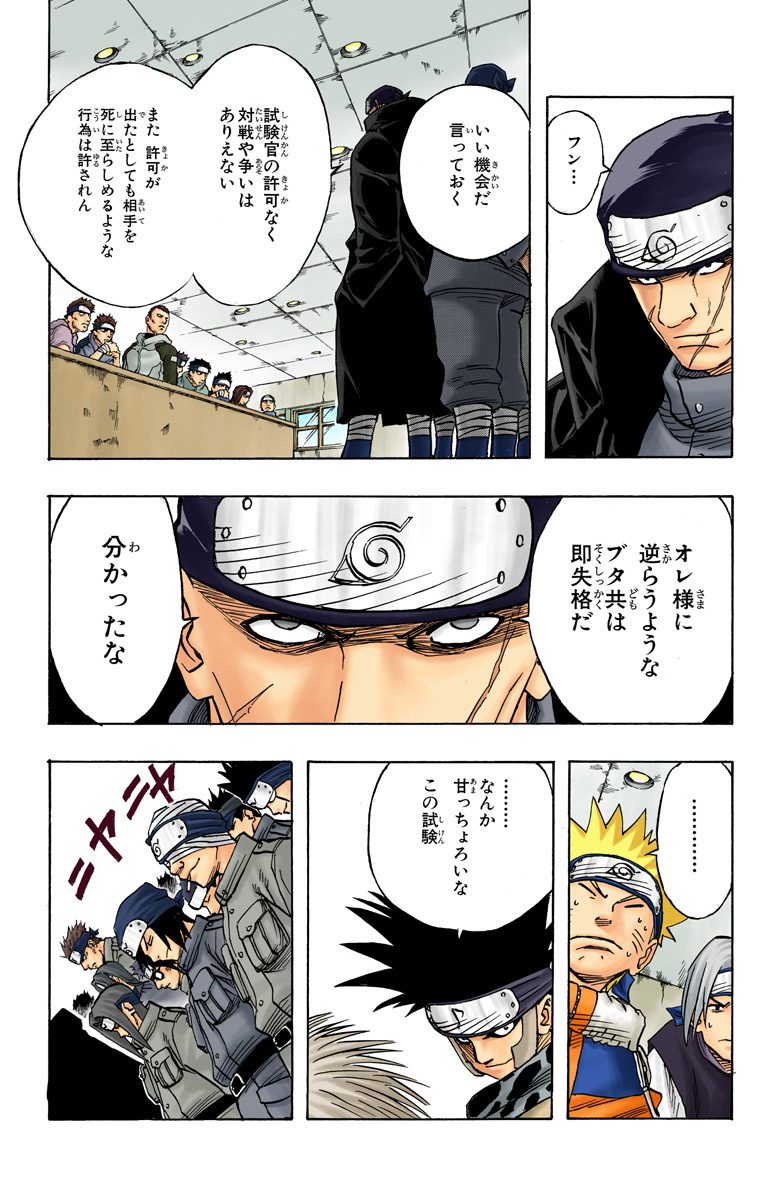 フン…
いい機会だ
言っておく
試験官の許可なく
対戦や争いは
ありえない
また 許可が
出たとしても相手を
死に至らしめるような
行為は許されん
オレ様に
逆らうような
ブタ共は
即失格だ
分かったな
………
………
なんか
甘っちょろいな
この試験
ニヤニヤ